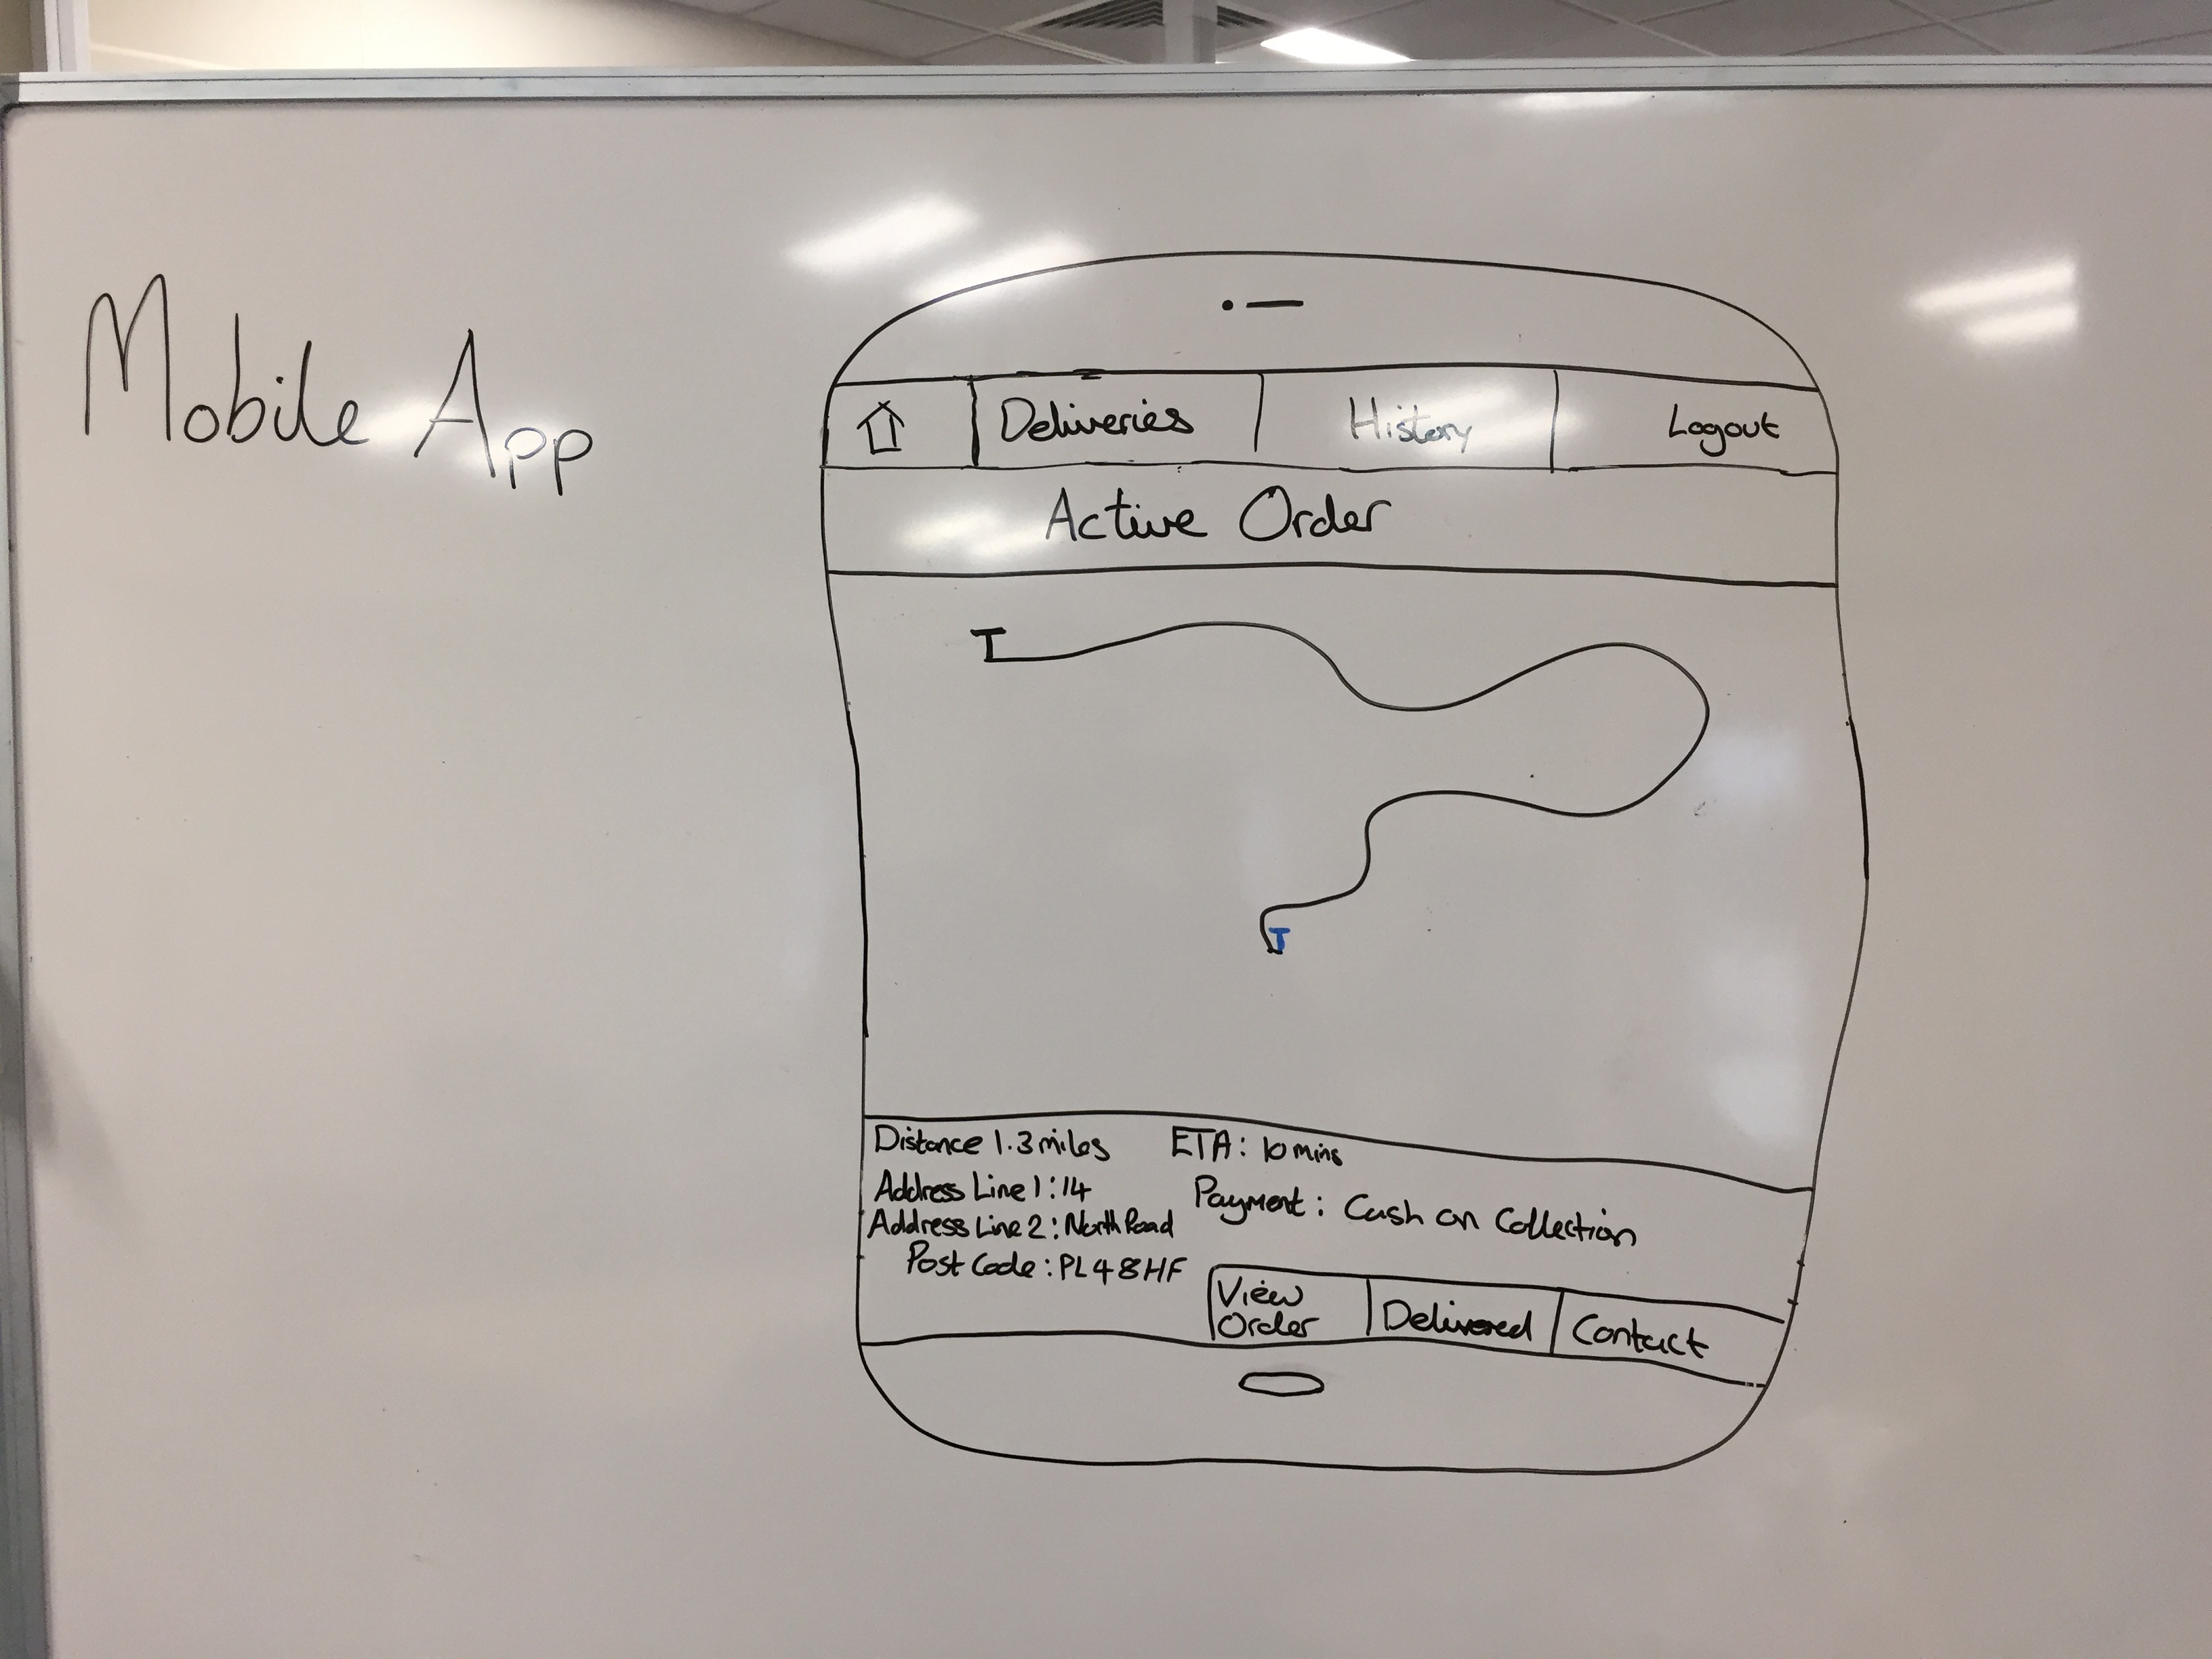 Mobile App
Deliveries History Logout
Active Order
T
T
Distance 1.3 miles ETA: 10 mins
Address Line 1: 14
Payment: Cash on Collection
Address Line 2: North Road
Post Code: PL4 8HF
View
Order
Delivered
Contact